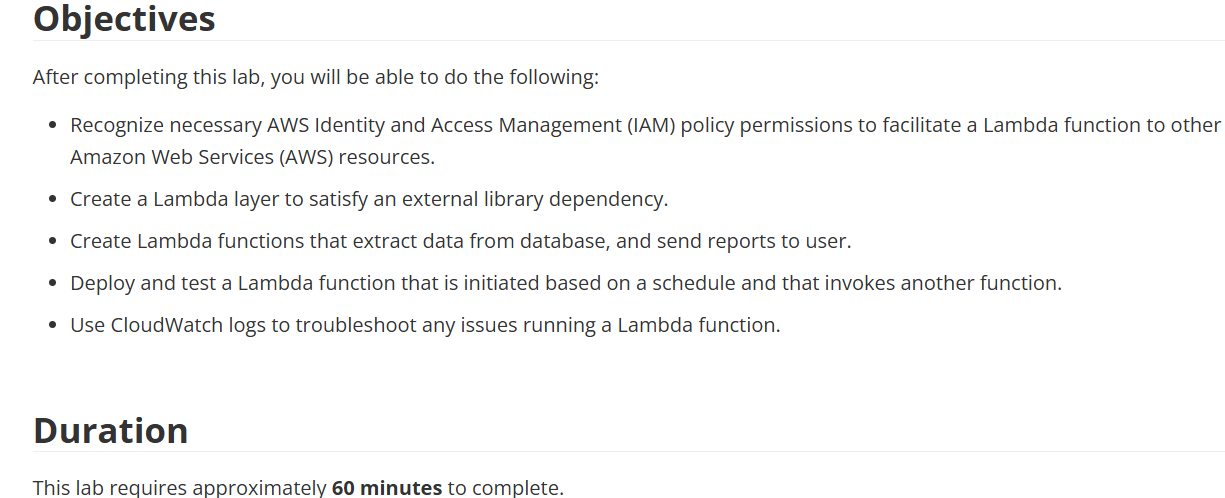 Objectives
After completing this lab, you will be able to do the following:
Recognize necessary AWS Identity and Access Management (IAM) policy permissions to facilitate a Lambda function to other
Amazon Web Services (AWS) resources.
Create a Lambda layer to satisfy an external library dependency.
Create Lambda functions that extract data from database, and send reports to user.
Deploy and test a Lambda function that is initiated based on a schedule and that invokes another function.
Use CloudWatch logs to troubleshoot any issues running a Lambda function.
Duration
This lab requires approximately 60 minutes to complete.